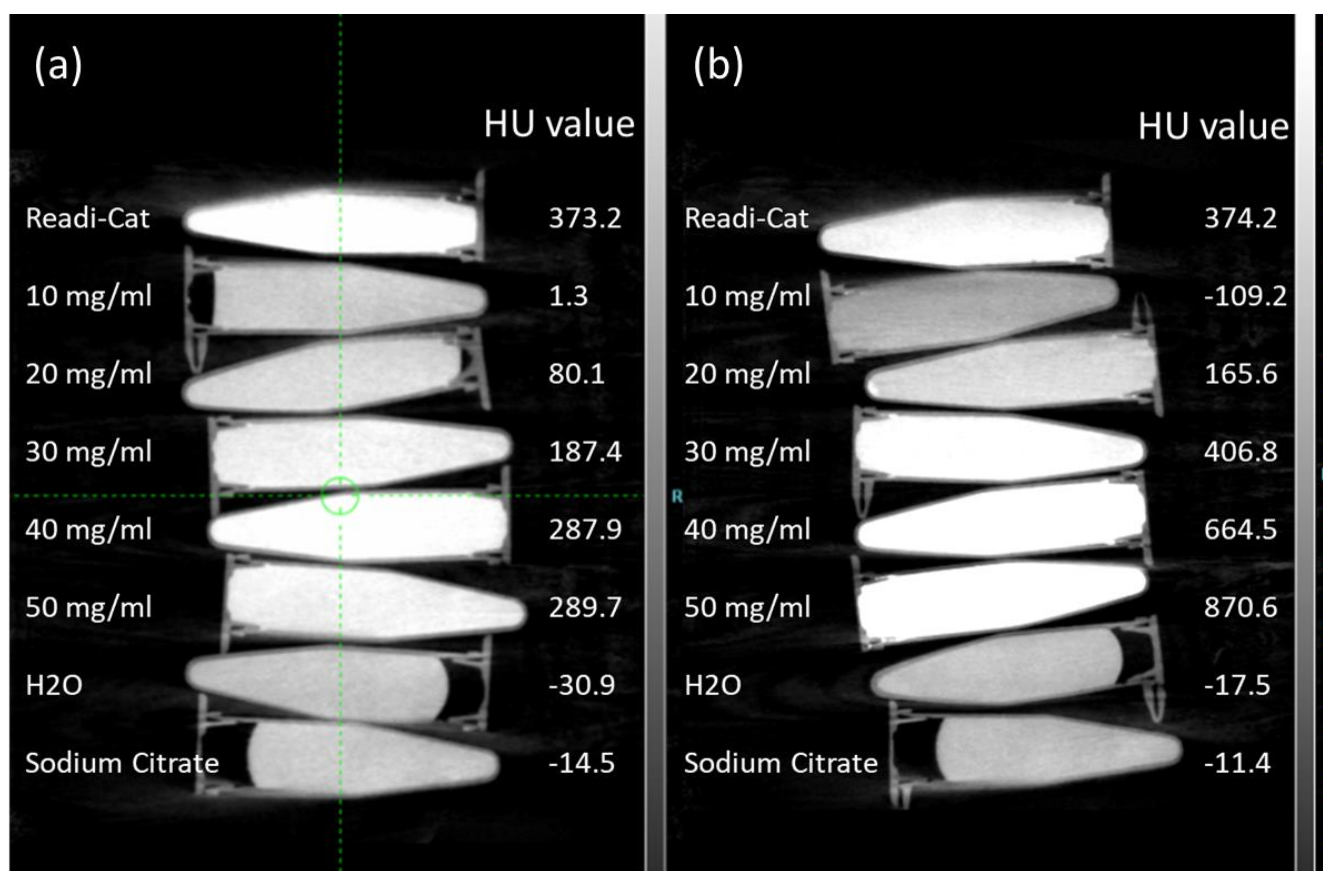 (a)
HU value
Readi-Cat 373.2
10 mg/ml 1.3
20 mg/ml 80.1
30 mg/ml 187.4
40 mg/ml 287.9
50 mg/ml 289.7
H2O -30.9
Sodium Citrate -14.5
(b)
HU value
Readi-Cat 374.2
10 mg/ml -109.2
20 mg/ml 165.6
30 mg/ml 406.8
R
40 mg/ml 664.5
50 mg/ml 870.6
H2O -17.5
Sodium Citrate -11.4